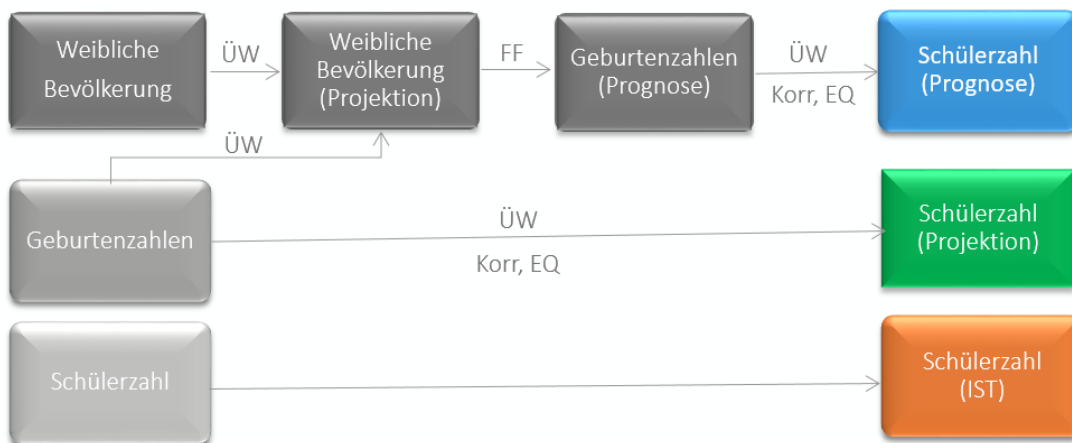 Weibliche
Bevölkerung
ÜW
Weibliche
Bevölkerung
(Projektion)
FF
Geburtenzahlen
(Prognose)
ÜW
Korr, EQ
Schülerzahl
(Prognose)
ÜW
Geburtenzahlen
ÜW
Korr, EQ
Schülerzahl
(Projektion)
Schülerzahl
Schülerzahl
(IST)